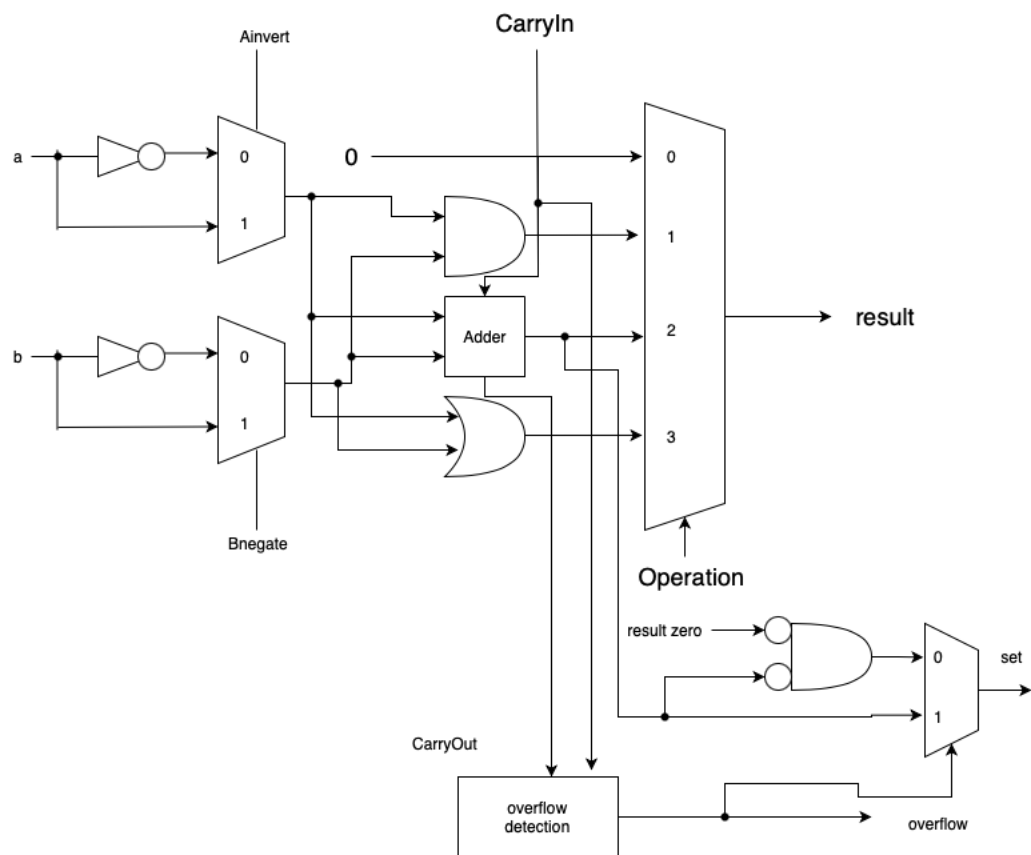 CarryIn
Ainvert
a
0
1
0
0
1
2
3
Adder
b
0
1
Bnegate
result
Operation
result zero
0
1
set
CarryOut
overflow
detection
overflow